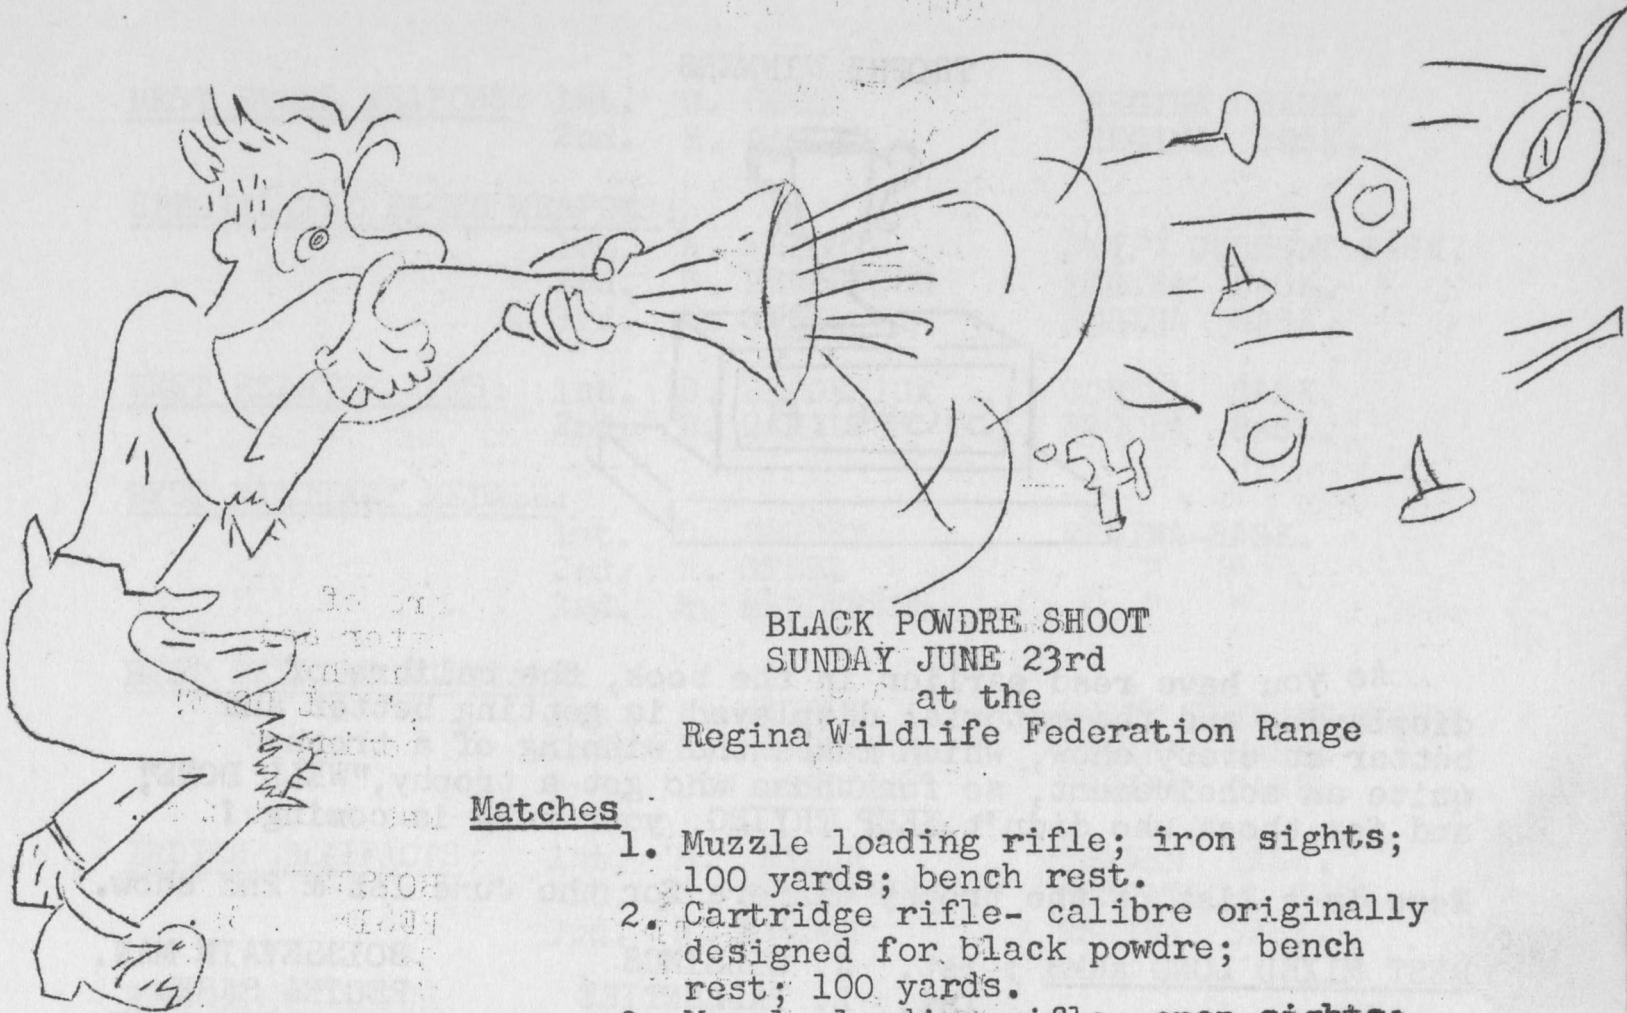 BLACK POWDRE SHOOT
SUNDAY JUNE 23rd
at the
Regina Wildlife Federation Range
Matches
1. Muzzle loading rifle; iron sights;
100 yards; bench rest.
2. Cartridge rifle- calibre originally
designed for black powdre; bench
rest; 100 yards.